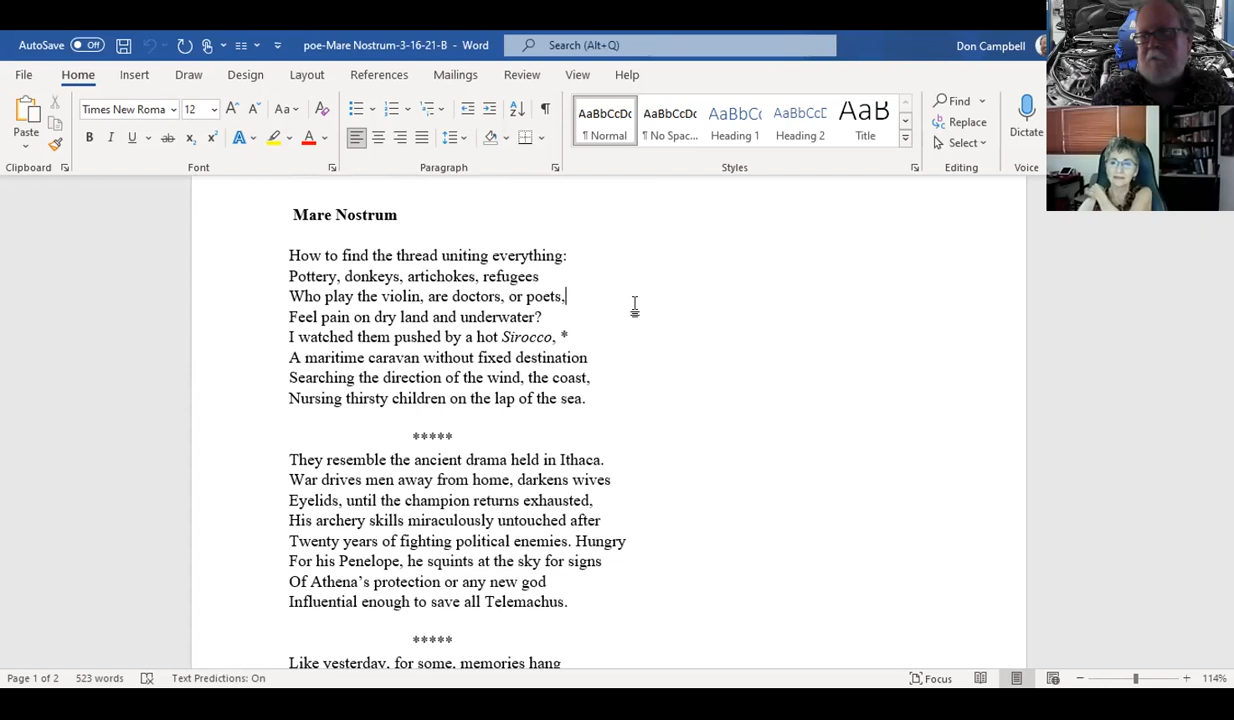 AutoSave Off poe-Mare Nostrum-3-16-21-B - Word Search (Alt+Q) Don Campbell
File Home Insert Draw Design Layout References Mailings Review View Help
Paste Times New Roma 12 Aa AaBbCcDc AaBbCcDc AaBbCc AaBbCcD AaB Find Dictate
Replace
B I U ab x₂ x² A A ¶ Normal ¶ No Spac... Heading 1 Heading 2 Title Select
Clipboard Font Paragraph Styles Editing Voice
Mare Nostrum
How to find the thread uniting everything:
Pottery, donkeys, artichokes, refugees
Who play the violin, are doctors, or poets,
Feel pain on dry land and underwater?
I watched them pushed by a hot Sirocco, *
A maritime caravan without fixed destination
Searching the direction of the wind, the coast,
Nursing thirsty children on the lap of the sea.
*****
They resemble the ancient drama held in Ithaca.
War drives men away from home, darkens wives
Eyelids, until the champion returns exhausted,
His archery skills miraculously untouched after
Twenty years of fighting political enemies. Hungry
For his Penelope, he squints at the sky for signs
Of Athena's protection or any new god
Influential enough to save all Telemachus.
*****
Like yesterday, for some, memories hang
Page 1 of 2 523 words Text Predictions: On Focus 114%